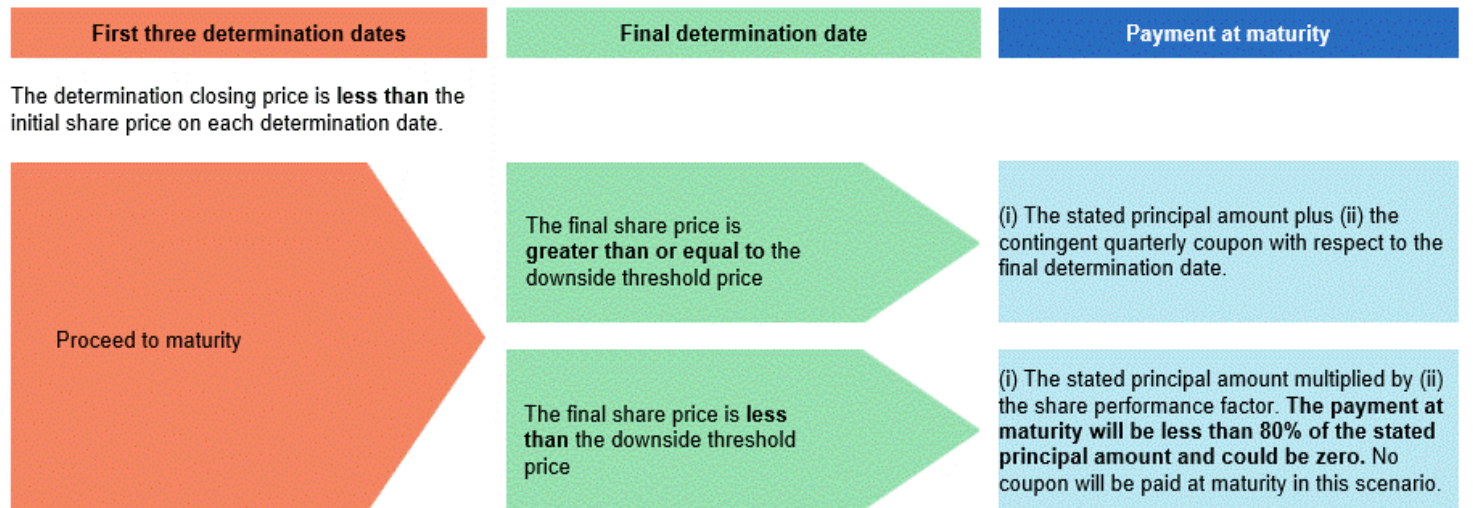 First three determination dates
Final determination date
Payment at maturity
The determination closing price is less than the
initial share price on each determination date.
Proceed to maturity
The final share price is
greater than or equal to the
downside threshold price
(i) The stated principal amount plus (ii) the
contingent quarterly coupon with respect to the
final determination date.
The final share price is less
than the downside threshold
price
(i) The stated principal amount multiplied by (ii)
the share performance factor. The payment at
maturity will be less than 80% of the stated
principal amount and could be zero. No
coupon will be paid at maturity in this scenario.